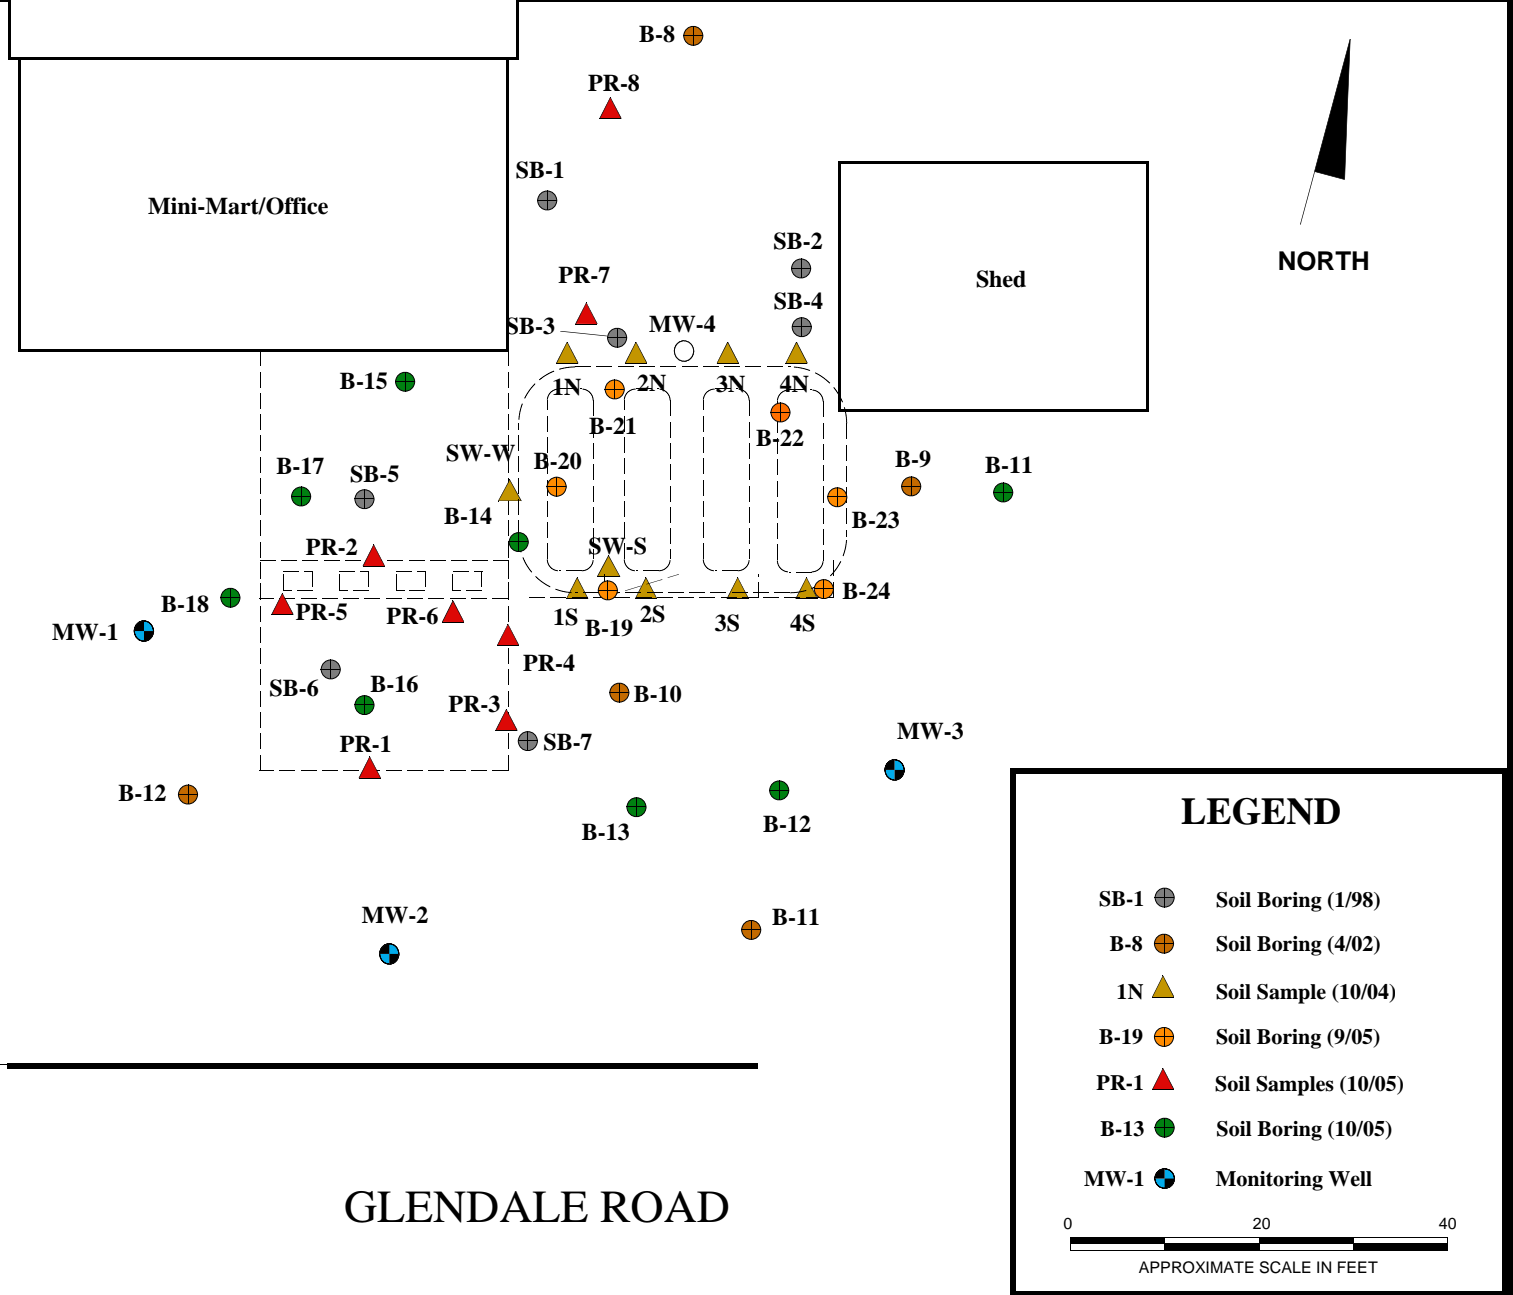 B-8
PR-8
SB-1
Mini-Mart/Office
SB-2
NORTH
PR-7
Shed
SB-4
SB-3
MW-4
B-15
1N
2N
3N
4N
B-21
B-22
SW-W
B-20
B-17
SB-5
B-9
B-11
B-14
B-23
PR-2
SW-S
B-18
PR-5
PR-6
B-24
MW-1
1S
B-19
2S
3S
4S
PR-4
SB-6
B-16
B-10
PR-3
MW-3
PR-1
SB-7
B-12
B-13
B-12
MW-2
B-11
LEGEND
SB-1 Soil Boring (1/98)
B-8 Soil Boring (4/02)
1N Soil Sample (10/04)
B-19 Soil Boring (9/05)
PR-1 Soil Samples (10/05)
B-13 Soil Boring (10/05)
MW-1 Monitoring Well
0 20 40
APPROXIMATE SCALE IN FEET
GLENDALE ROAD